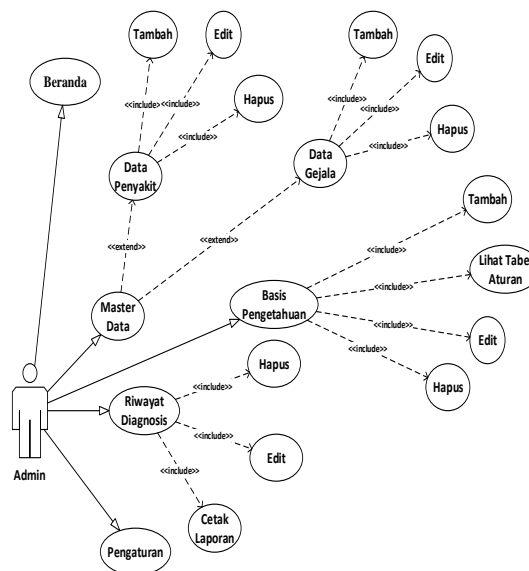 Tambah
Edit
Tambah
Edit
Beranda
<<include>>
<<include>>
Hapus
<<include>>
<<include>>
<<include>>
Hapus
<<include>>
Data
Penyakit
Data
Gejala
Tambah
<<include>>
<<extend>>
<<extend>>
Lihat Tabel
Aturan
<<include>>
Master
Data
Basis
Pengetahuan
<<include>>
Edit
<<include>>
Hapus
Hapus
<<include>>
Riwayat
Diagnosis
<<include>>
Edit
<<include>>
Admin
Cetak
Laporan
Pengaturan